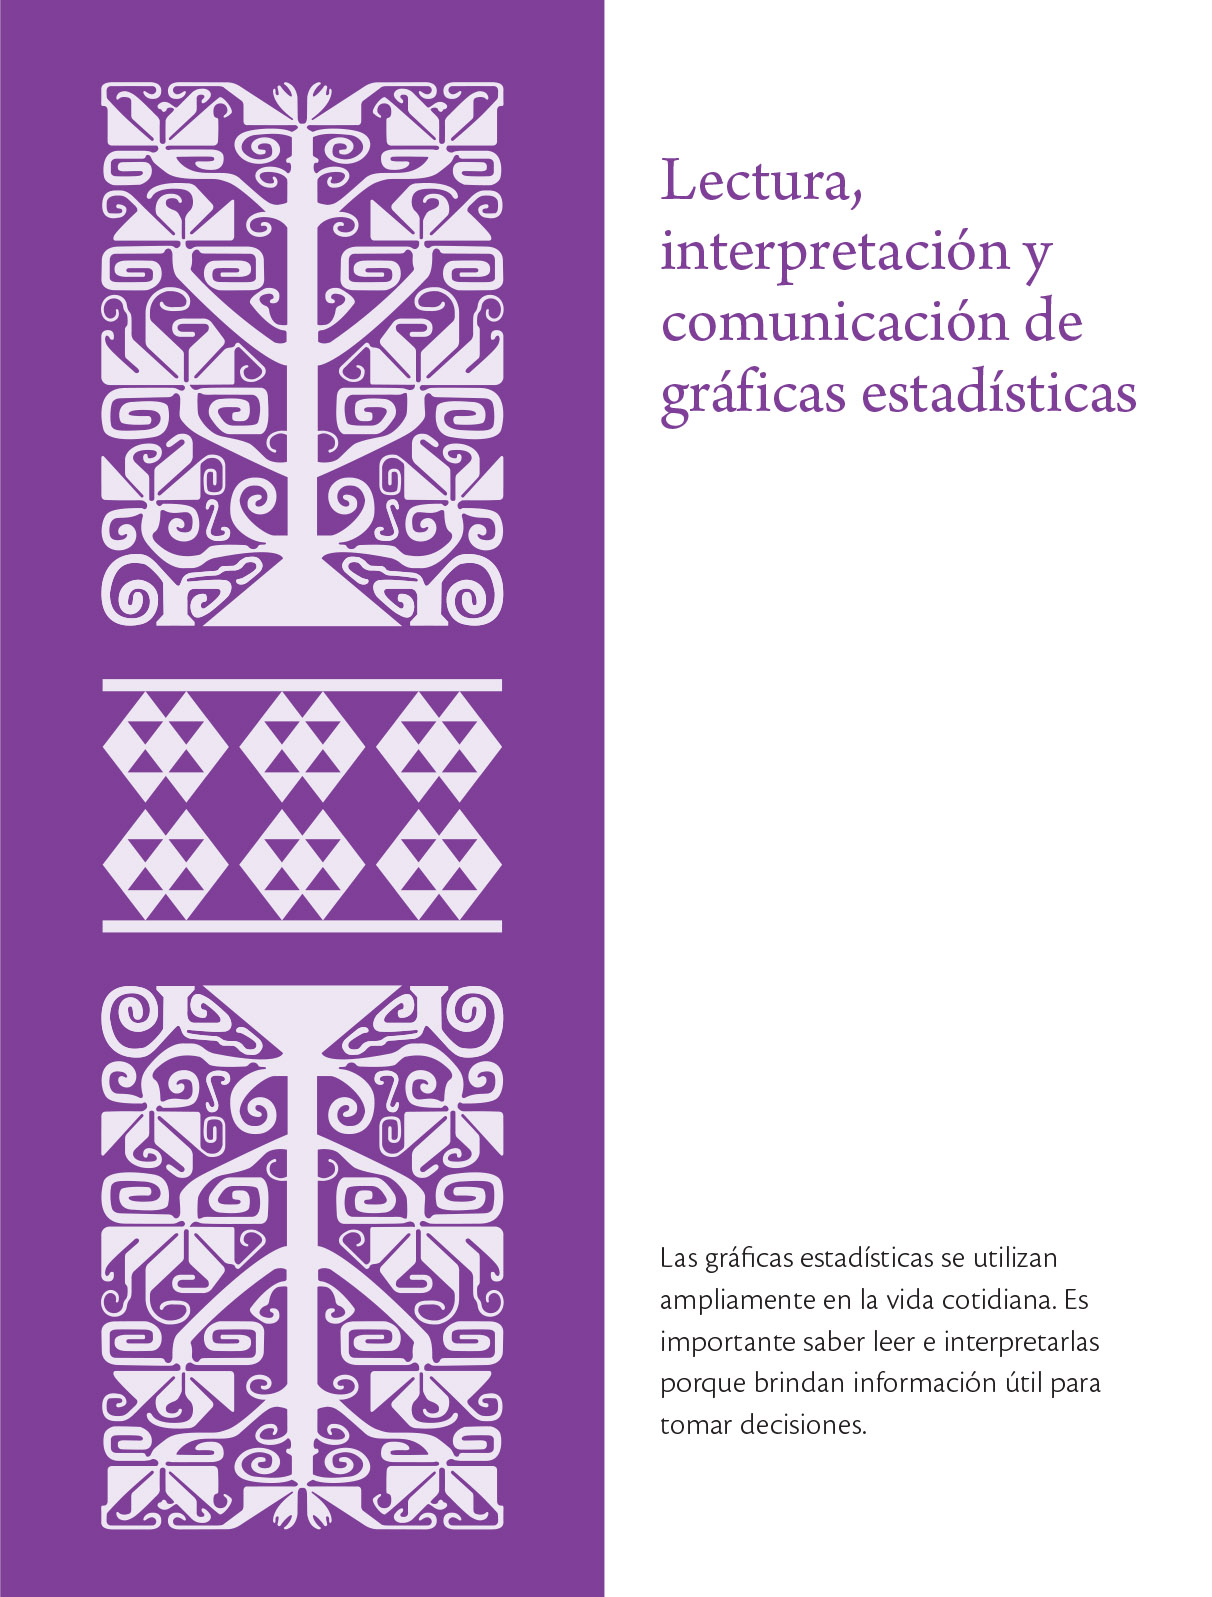 Lectura,
interpretación y
comunicación de
gráficas estadísticas
Las gráficas estadísticas se utilizan
ampliamente en la vida cotidiana. Es
importante saber leer e interpretarlas
porque brindan información útil para
tomar decisiones.